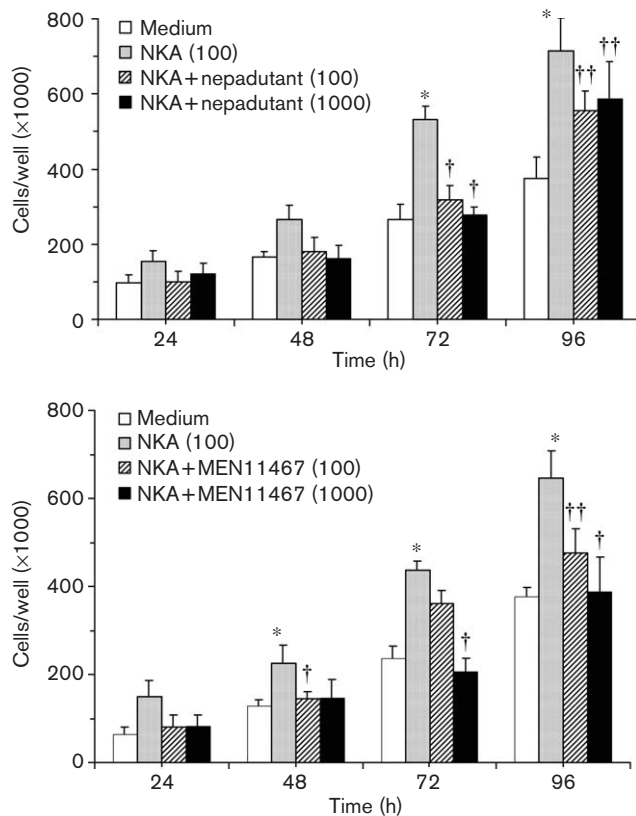 800
600
400
200
0
Cells/well (×1000)
Medium
NKA (100)
NKA+nepadutant (100)
NKA+nepadutant (1000)
*
†
†
*
††
††
24 48 72 96
Time (h)
800
600
400
200
0
Cells/well (×1000)
Medium
NKA (100)
NKA+MEN11467 (100)
NKA+MEN11467 (1000)
*
†
*
†
*
††
†
24 48 72 96
Time (h)